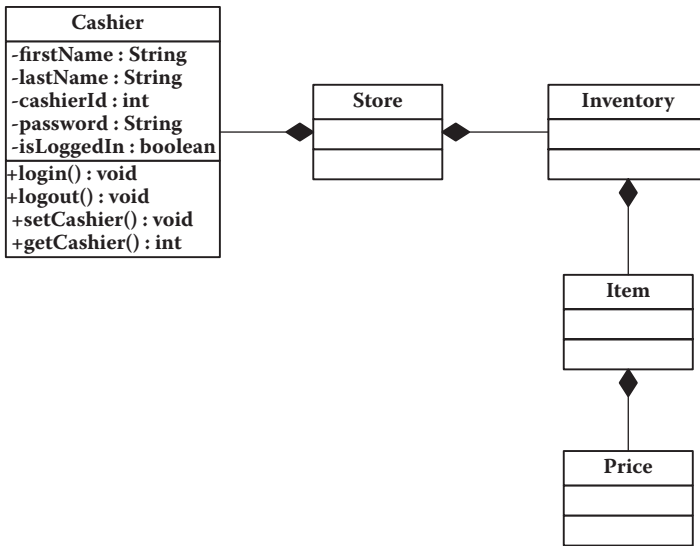 Cashier
-firstName : String
-lastName : String
-cashierId : int
-password : String
-isLoggedIn : boolean
+login() : void
+logout() : void
+setCashier() : void
+getCashier() : int
Store
Inventory
Item
Price